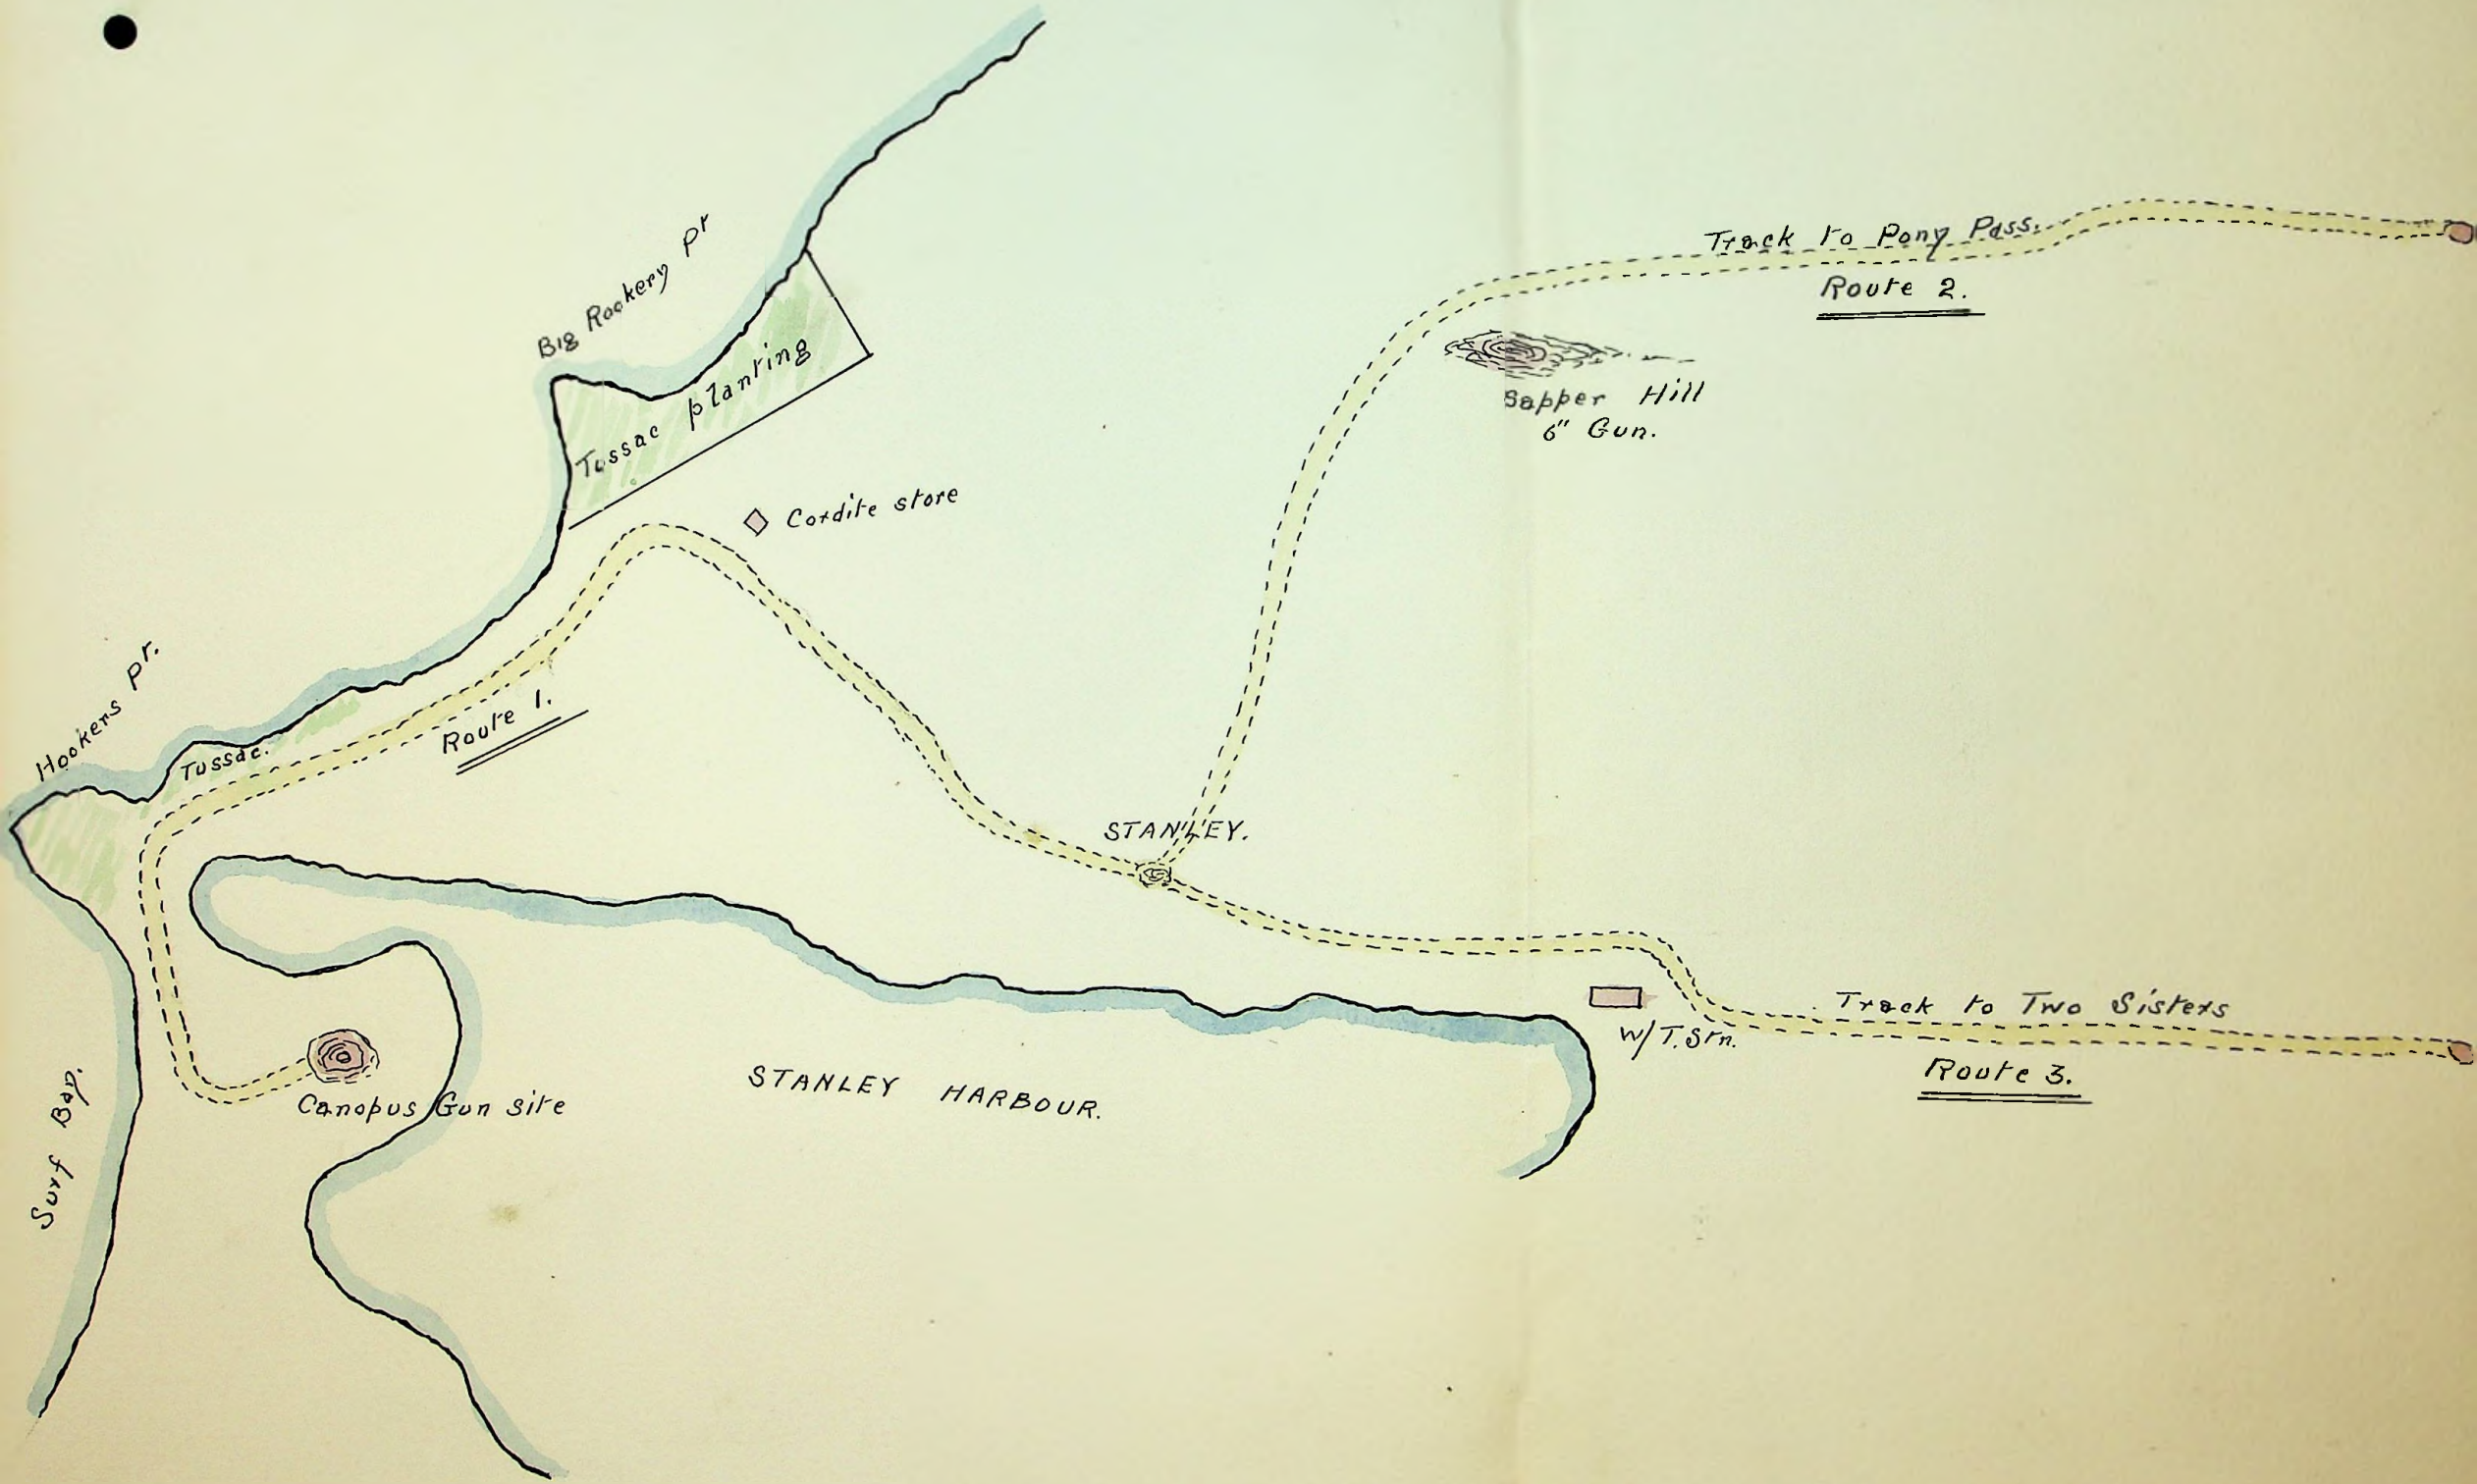 Big Rookery Pt
Track to Pony Pass.
Route 2.
Tussac planting
Sapper Hill
6" Gun.
Cordite store
Hookers Pt.
Tussac.
Route 1.
STANLEY.
Track to Two Sisters
W/T. Stn.
Route 3.
STANLEY HARBOUR.
Canopus Gun site
Surf Bay.